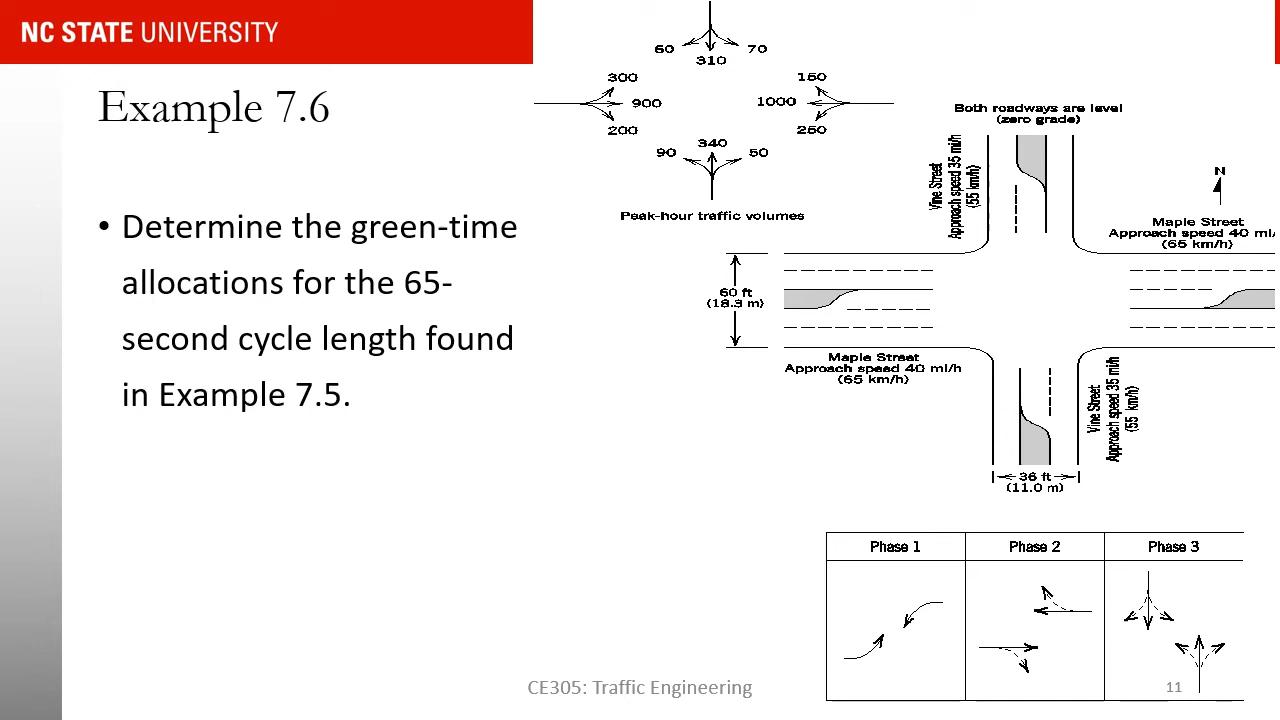 NC STATE UNIVERSITY
Example 7.6
• Determine the green-time
allocations for the 65-
second cycle length found
in Example 7.5.
60
70
310
300
150
900
1000
200
250
340
90
50
Peak-hour traffic volumes
Both roadways are level
(zero grade)
Vine Street
Approach speed 35 mi/h
(55 km/h)
N
Maple Street
Approach speed 40 mi/
(65 km/h)
60 ft
(18.3 m)
Maple Street
Approach speed 40 mi/h
(65 km/h)
Vine Street
Approach speed 35 mi/h
(55 km/h)
36 ft
(11.0 m)
Phase 1
Phase 2
Phase 3
CE305: Traffic Engineering
11